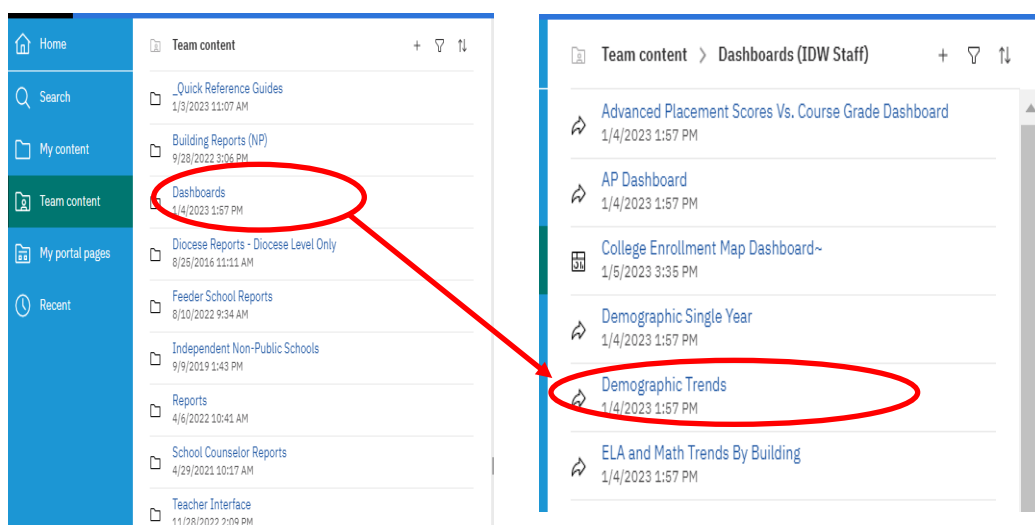 Home
Search
My content
Team content
My portal pages
Recent
Team content
_Quick Reference Guides
1/3/2023 11:07 AM
Building Reports (NP)
9/28/2022 3:06 PM
Dashboards
1/4/2023 1:57 PM
Diocese Reports - Diocese Level Only
8/25/2016 11:11 AM
Feeder School Reports
8/10/2022 9:34 AM
Independent Non-Public Schools
9/9/2019 1:43 PM
Reports
4/6/2022 10:41 AM
School Counselor Reports
4/29/2021 10:17 AM
Teacher Interface
11/28/2022 2:09 PM
Team content > Dashboards (IDW Staff)
Advanced Placement Scores Vs. Course Grade Dashboard
1/4/2023 1:57 PM
AP Dashboard
1/4/2023 1:57 PM
College Enrollment Map Dashboard~
1/5/2023 3:35 PM
Demographic Single Year
1/4/2023 1:57 PM
Demographic Trends
1/4/2023 1:57 PM
ELA and Math Trends By Building
1/4/2023 1:57 PM